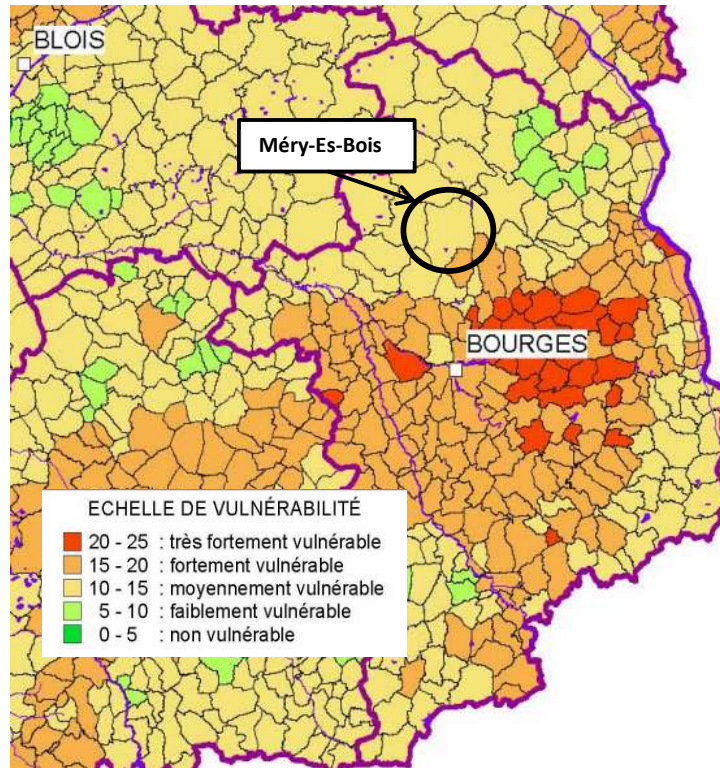 BLOIS
Méry-Es-Bois
BOURGES
ECHELLE DE VULNÉRABILITÉ
20 - 25 : très fortement vulnérable
15 - 20 : fortement vulnérable
10 - 15 : moyennement vulnérable
5 - 10 : faiblement vulnérable
0 - 5 : non vulnérable